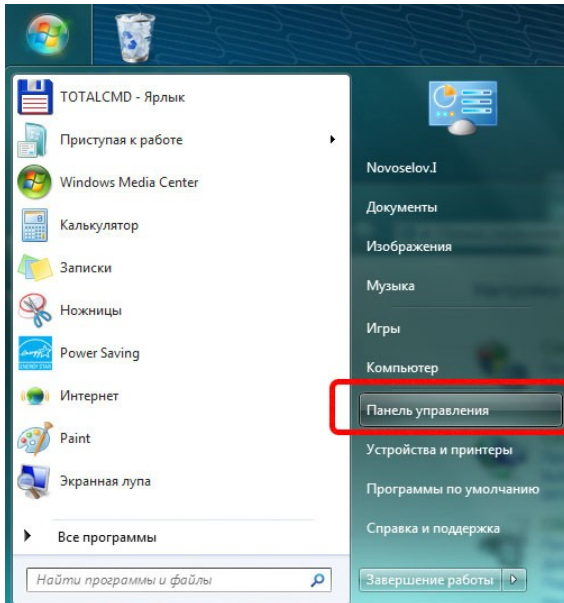 TOTALCMD - Ярлык
Приступая к работе
Windows Media Center
Калькулятор
Записки
Ножницы
Power Saving
Интернет
Paint
Экранная лупа
Все программы
Найти программы и файлы
Novoselov.I
Документы
Изображения
Музыка
Игры
Компьютер
Панель управления
Устройства и принтеры
Программы по умолчанию
Справка и поддержка
Завершение работы